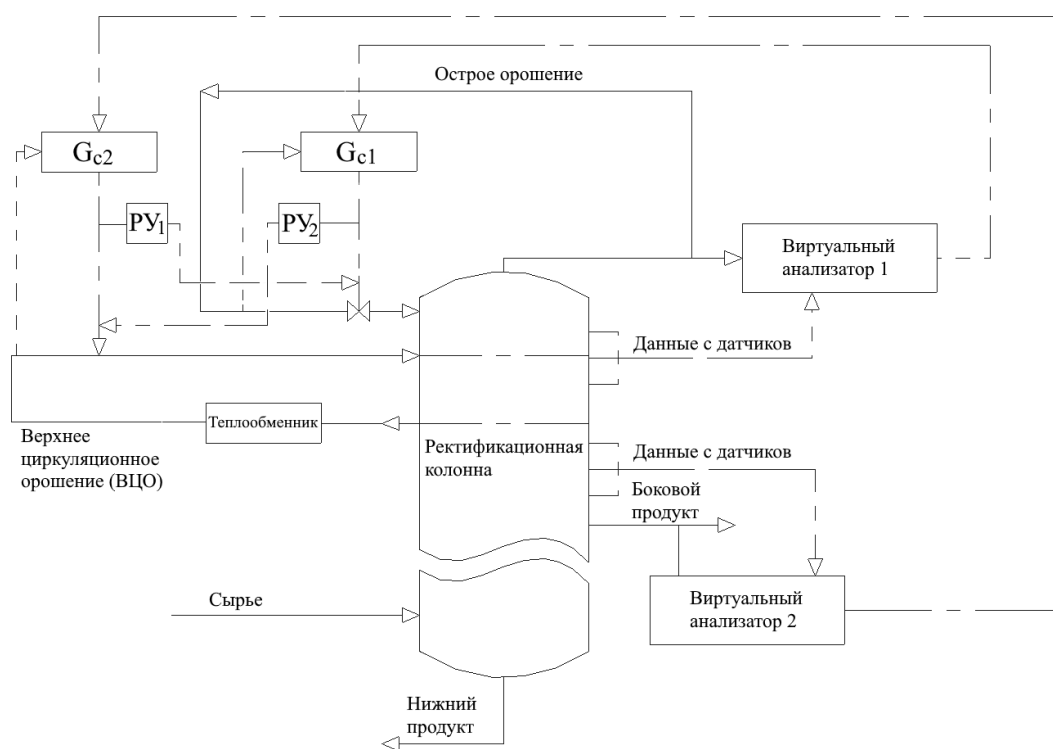 Острое орошение
Gc2
Gc1
РУ1
РУ2
Виртуальный
анализатор 1
Данные с датчиков
Теплообменник
Верхнее
циркуляционное
орошение (ВЦО)
Ректификационная
колонна
Данные с датчиков
Боковой
продукт
Сырье
Виртуальный
анализатор 2
Нижний
продукт